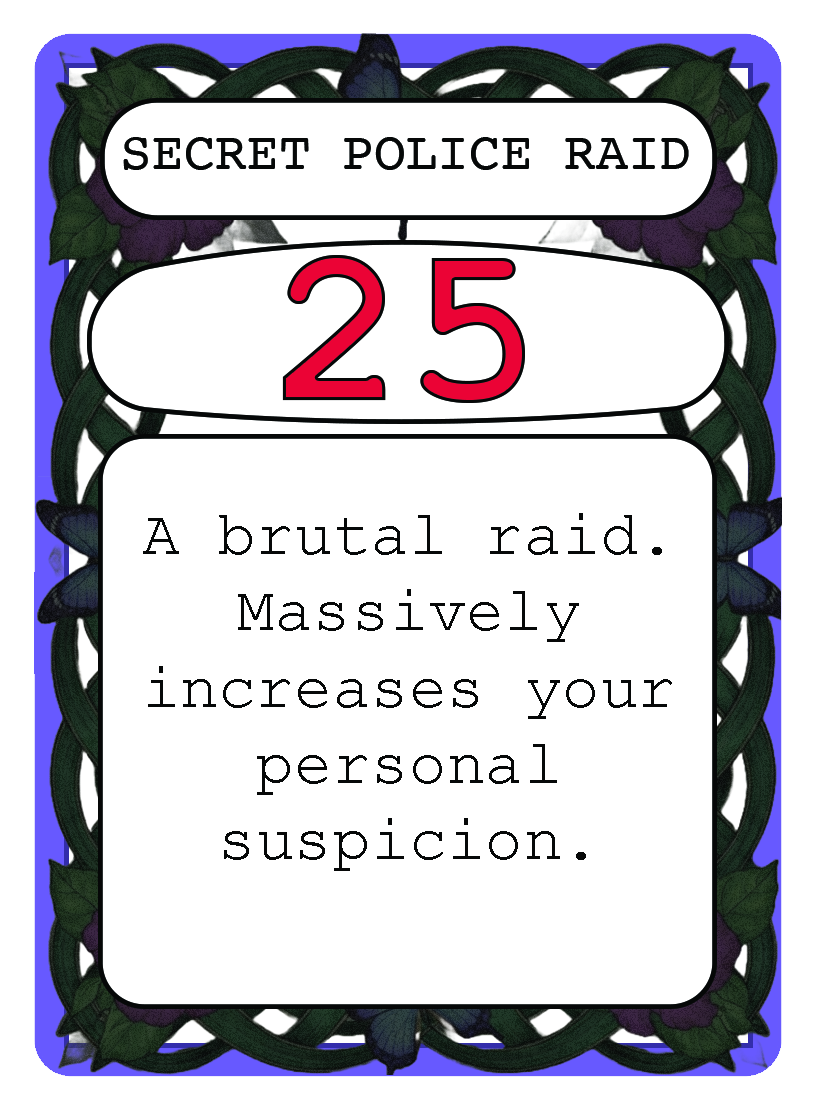 SECRET POLICE RAID
25
A brutal raid.
Massively
increases your
personal
suspicion.